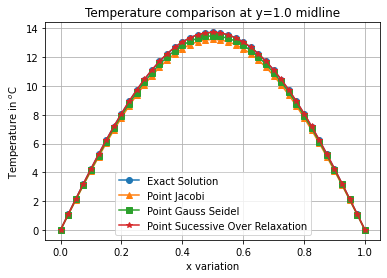 Temperature comparison at y=1.0 midline
Temperature in °C
14
12
10
8
6
4
2
0
Exact Solution
Point Jacobi
Point Gauss Seidel
Point Sucessive Over Relaxation
0.0 0.2 0.4 0.6 0.8 1.0
x variation